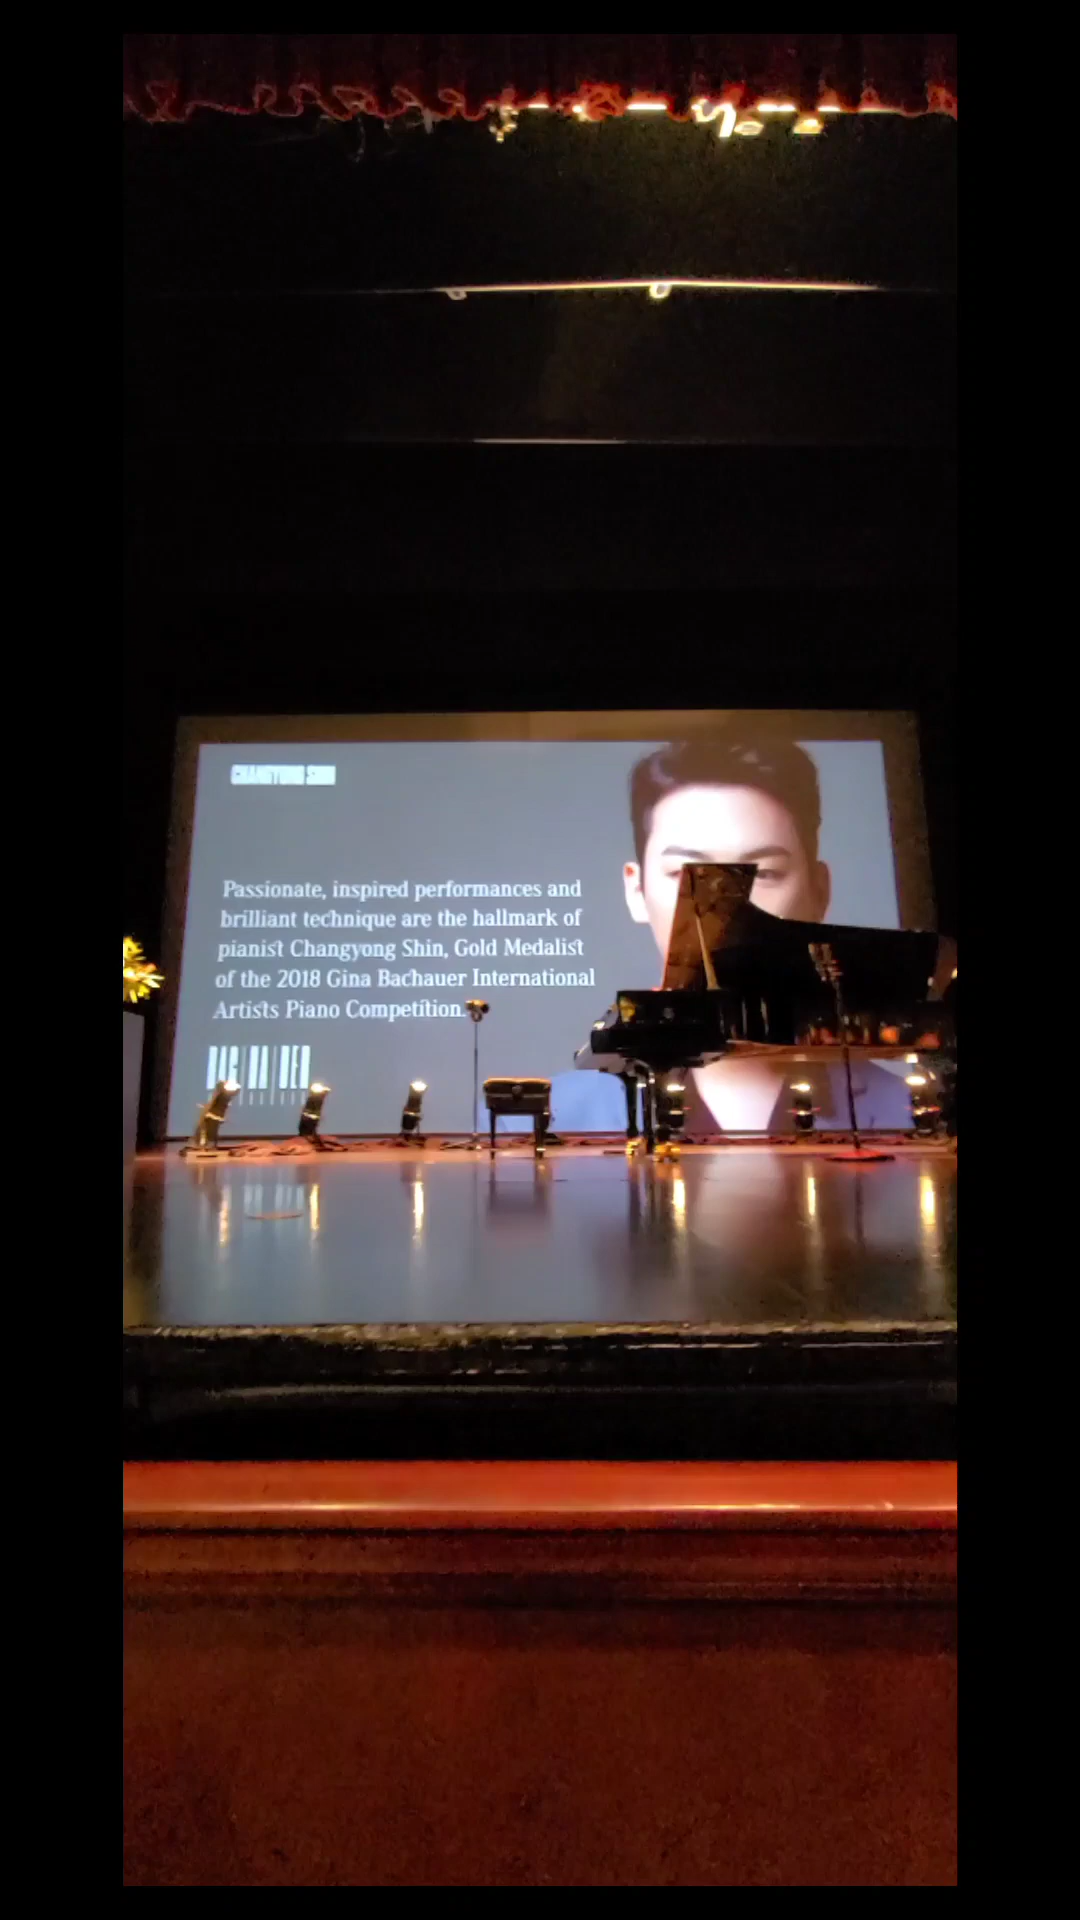 Passionate, inspired performances and
brilliant technique are the hallmark of
pianist Changyong Shin, Gold Medalist
of the 2018 Gina Bachauer International
Artists Piano Competition.